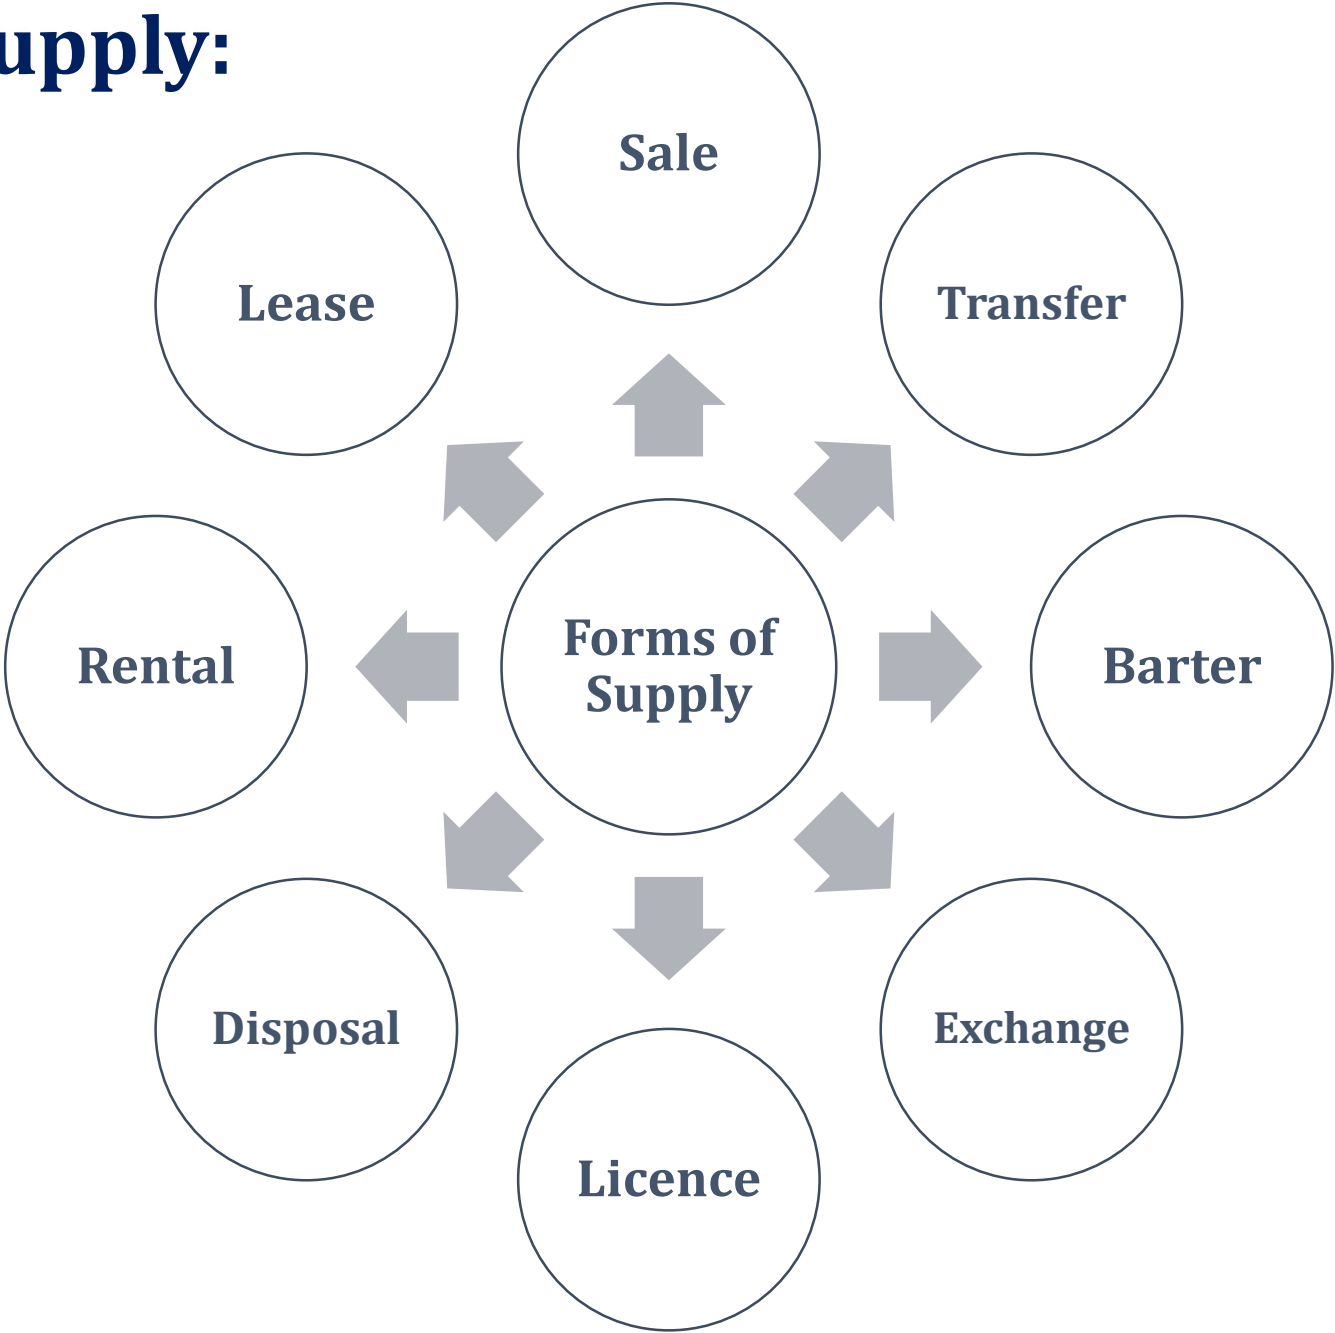 upply:
Sale
Lease
Transfer
Forms of
Supply
Rental
Barter
Disposal
Exchange
Licence